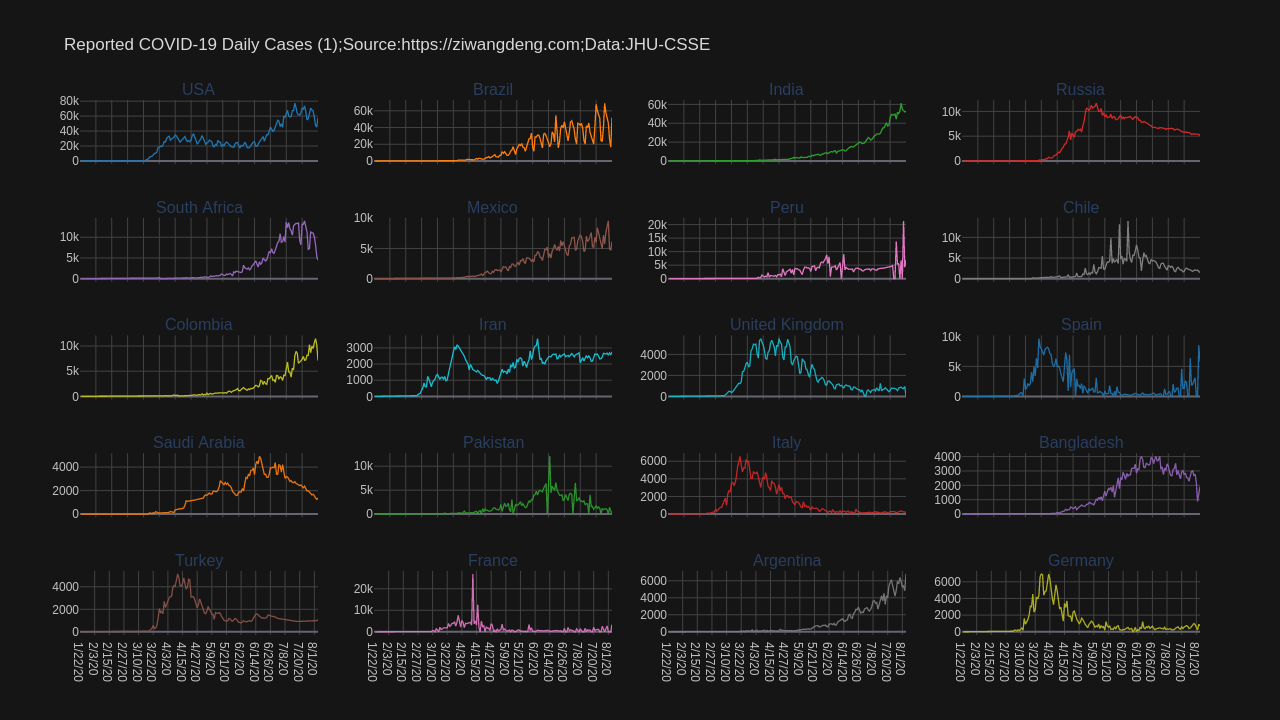 Reported COVID-19 Daily Cases (1);Source:https://ziwangdeng.com;Data:JHU-CSSE
USA
80k
60k
40k
20k
0
Brazil
60k
40k
20k
0
India
60k
40k
20k
0
Russia
10k
5k
0
South Africa
10k
5k
0
Mexico
10k
5k
0
Peru
20k
15k
10k
5k
0
Chile
10k
5k
0
Colombia
10k
5k
0
Iran
3000
2000
1000
0
United Kingdom
4000
2000
0
Spain
10k
5k
0
Saudi Arabia
4000
2000
0
Pakistan
10k
5k
0
Italy
6000
4000
2000
0
Bangladesh
4000
3000
2000
1000
0
Turkey
4000
2000
0
1/22/20
2/3/20
2/15/20
2/27/20
3/10/20
3/22/20
4/3/20
4/15/20
4/27/20
5/9/20
5/21/20
6/2/20
6/14/20
6/26/20
7/8/20
7/20/20
8/1/20
France
20k
10k
0
1/22/20
2/3/20
2/15/20
2/27/20
3/10/20
3/22/20
4/3/20
4/15/20
4/27/20
5/9/20
5/21/20
6/2/20
6/14/20
6/26/20
7/8/20
7/20/20
8/1/20
Argentina
6000
4000
2000
0
1/22/20
2/3/20
2/15/20
2/27/20
3/10/20
3/22/20
4/3/20
4/15/20
4/27/20
5/9/20
5/21/20
6/2/20
6/14/20
6/26/20
7/8/20
7/20/20
8/1/20
Germany
6000
4000
2000
0
1/22/20
2/3/20
2/15/20
2/27/20
3/10/20
3/22/20
4/3/20
4/15/20
4/27/20
5/9/20
5/21/20
6/2/20
6/14/20
6/26/20
7/8/20
7/20/20
8/1/20